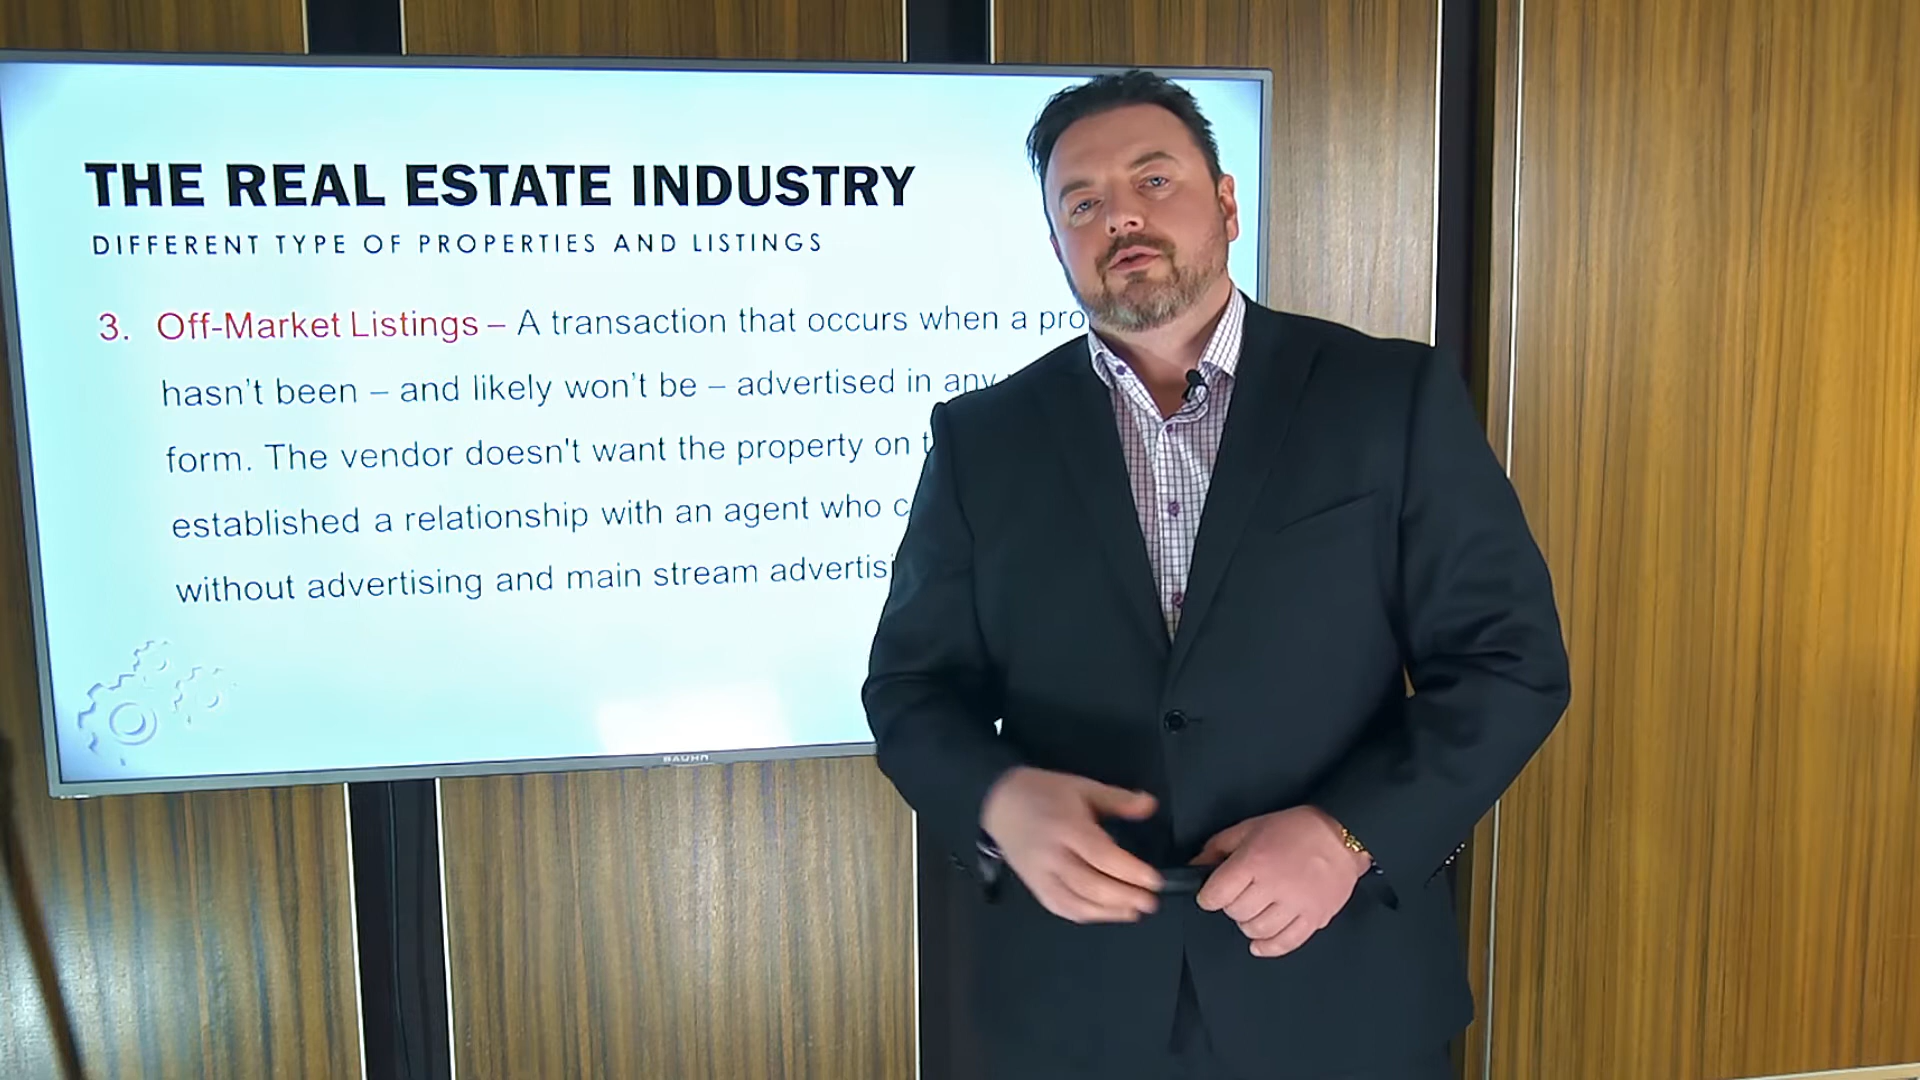 THE REAL ESTATE INDUSTRY
DIFFERENT TYPE OF PROPERTIES AND LISTINGS
3. Off-Market Listings – A transaction that occurs when a pro
hasn't been – and likely won't be – advertised in any
form. The vendor doesn't want the property on t
established a relationship with an agent who c
without advertising and main stream advertisi
BAUHN